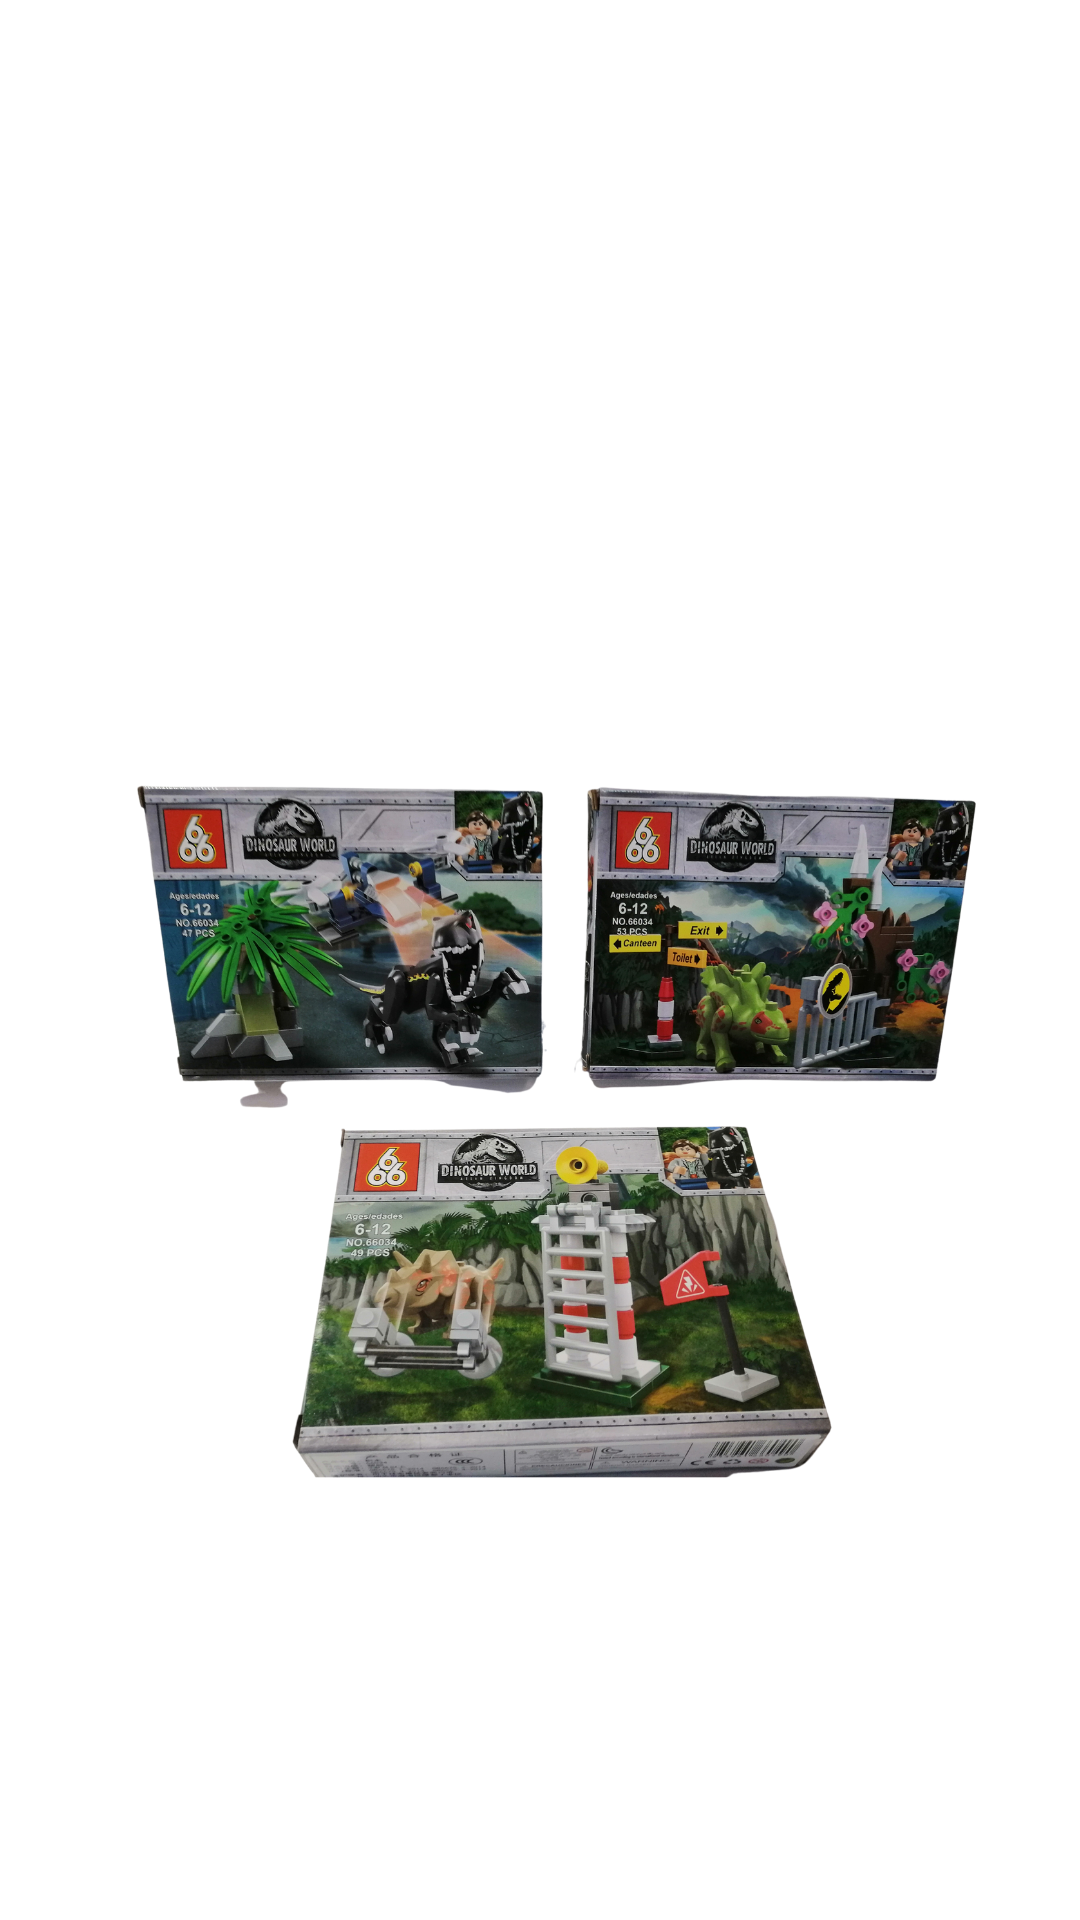 666
DINOSAUR WORLD
Ages/edades
6-12
NO.66034
47 PCS
666
DINOSAUR WORLD
Ages/edades
6-12
NO.66034
53 PCS
Exit
Canteen
Toilet
666
DINOSAUR WORLD
Ages/edades
6-12
NO.66034
49 PCS